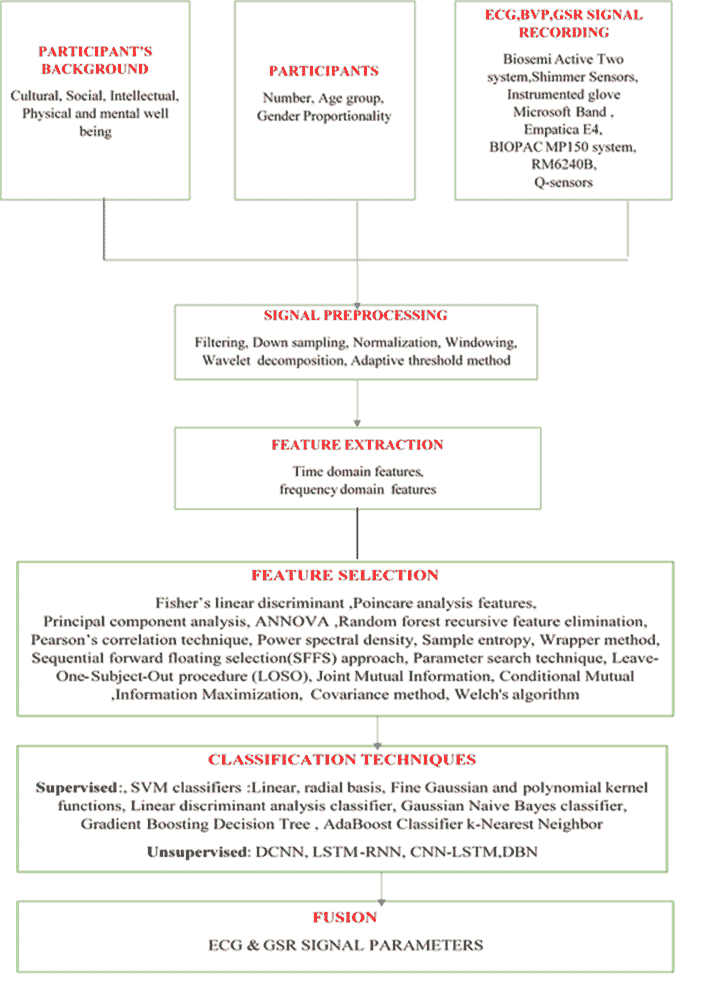 PARTICIPANT'S
BACKGROUND
Cultural, Social, Intellectual,
Physical and mental well
being
PARTICIPANTS
Number, Age group,
Gender Proportionality
ECG,BVP,GSR SIGNAL
RECORDING
Biosemi Active Two
system,Shimmer Sensors,
Instrumented glove
Microsoft Band ,
Empatica E4,
BIOPAC MP150 system,
RM6240B,
Q-sensors
SIGNAL PREPROCESSING
Filtering, Down sampling, Normalization, Windowing,
Wavelet decomposition, Adaptive threshold method
FEATURE EXTRACTION
Time domain features,
frequency domain features
FEATURE SELECTION
Fisher's linear discriminant ,Poincare analysis features,
Principal component analysis, ANNOVA ,Random forest recursive feature elimination,
Pearson's correlation technique, Power spectral density, Sample entropy, Wrapper method,
Sequential forward floating selection(SFFS) approach, Parameter search technique, Leave-
One-Subject-Out procedure (LOSO), Joint Mutual Information, Conditional Mutual
,Information Maximization, Covariance method, Welch's algorithm
CLASSIFICATION TECHNIQUES
Supervised:, SVM classifiers :Linear, radial basis, Fine Gaussian and polynomial kernel
functions, Linear discriminant analysis classifier, Gaussian Naive Bayes classifier,
Gradient Boosting Decision Tree , AdaBoost Classifier k-Nearest Neighbor
Unsupervised: DCNN, LSTM-RNN, CNN-LSTM,DBN
FUSION
ECG & GSR SIGNAL PARAMETERS